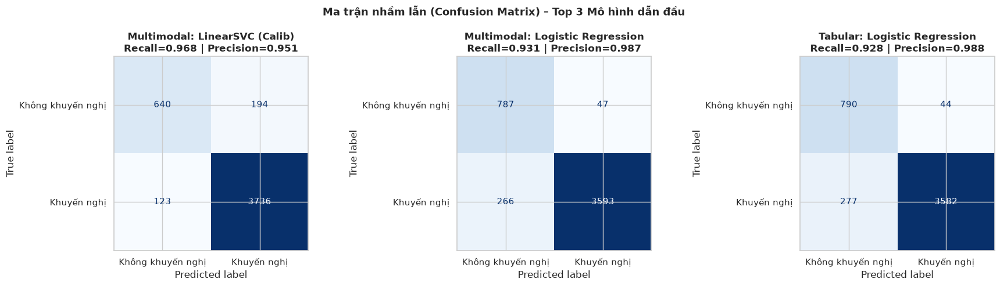 Ma trận nhầm lẫn (Confusion Matrix) – Top 3 Mô hình dẫn đầu
Multimodal: LinearSVC (Calib)
Recall=0.968 | Precision=0.951
True label
Không khuyến nghị
640
194
Khuyến nghị
123
3736
Không khuyến nghị
Khuyến nghị
Predicted label
Multimodal: Logistic Regression
Recall=0.931 | Precision=0.987
True label
Không khuyến nghị
787
47
Khuyến nghị
266
3593
Không khuyến nghị
Khuyến nghị
Predicted label
Tabular: Logistic Regression
Recall=0.928 | Precision=0.988
True label
Không khuyến nghị
790
44
Khuyến nghị
277
3582
Không khuyến nghị
Khuyến nghị
Predicted label